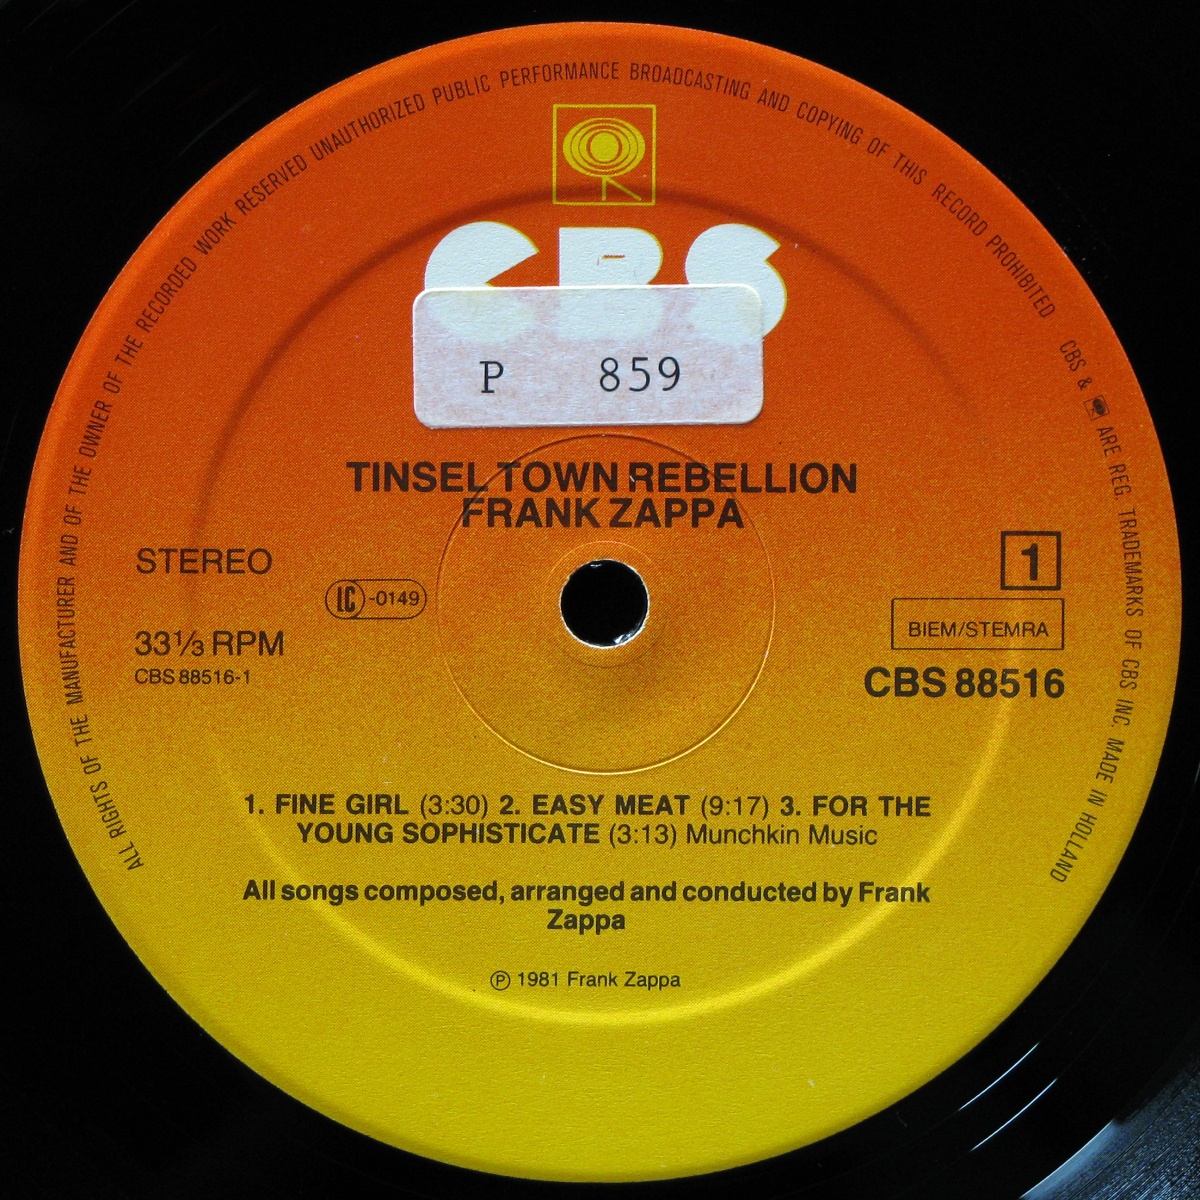 ALL RIGHTS OF THE MANUFACTURER AND OF THE OWNER OF THE RECORDED WORK RESERVED UNAUTHORIZED PUBLIC PERFORMANCE BROADCASTING AND COPYING OF THIS RECORD PROHIBITED
CBS & ARE REG. TRADEMARKS OF CBS INC. MADE IN HOLLAND
CBS
P 859
TINSEL TOWN REBELLION
FRANK ZAPPA
STEREO
LC-0149
33⅓ RPM
CBS 88516-1
1
BIEM/STEMRA
CBS 88516
1. FINE GIRL (3:30) 2. EASY MEAT (9:17) 3. FOR THE
YOUNG SOPHISTICATE (3:13) Munchkin Music
All songs composed, arranged and conducted by Frank
Zappa
℗ 1981 Frank Zappa